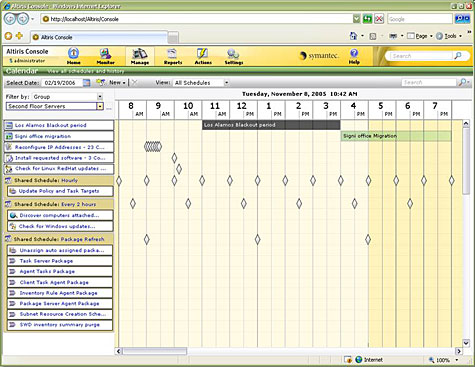 Altiris Console - Windows Internet Explorer
http://localhost/Altiris/Console
Google
Altiris Console
Page
Tools
Altiris Console
administrator
Home
Monitor
Manage
Reports
Actions
Settings
symantec.
Help
Search
Calendar
View all schedules and history
Select Date: 02/19/2006
New
View: All Schedules
Filter by: Group
Second Floor Servers
Tuesday, November 8, 2005 10:42 AM
8 AM 9 AM 10 AM 11 AM 12 PM 1 PM 2 PM 3 PM 4 PM 5 PM 6 PM 7 PM
Los Alamos Blackout period
Los Alamos Blackout period
Signi office migration
Signi office Migration
Reconfigure IP Addresses - 23 C...
Install requested software - 3 Co...
Check for Linux RedHat updates ...
Shared Schedule: Hourly
Update Policy and Task Targets
Shared Schedule: Every 2 hours
Discover computers attached...
Check for Windows updates...
Shared Schedule: Package Refresh
Unassign auto assigned packa...
Task Server Package
Agent Tasks Package
Client Task Agent Package
Inventory Rule Agent Package
Package Server Agent Package
Subnet Resource Creation Sche...
SWD inventory summary purge
Internet
100%